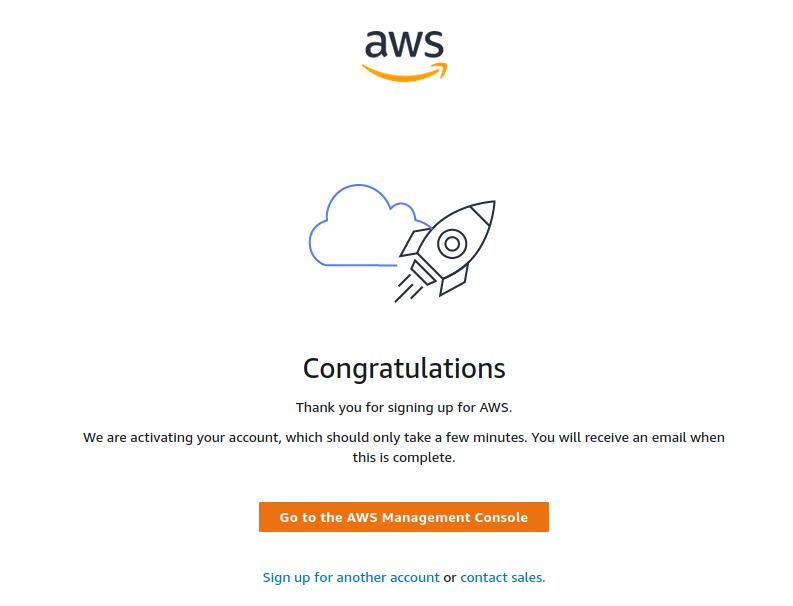 aws
Congratulations
Thank you for signing up for AWS.
We are activating your account, which should only take a few minutes. You will receive an email when
this is complete.
Go to the AWS Management Console
Sign up for another account or contact sales.